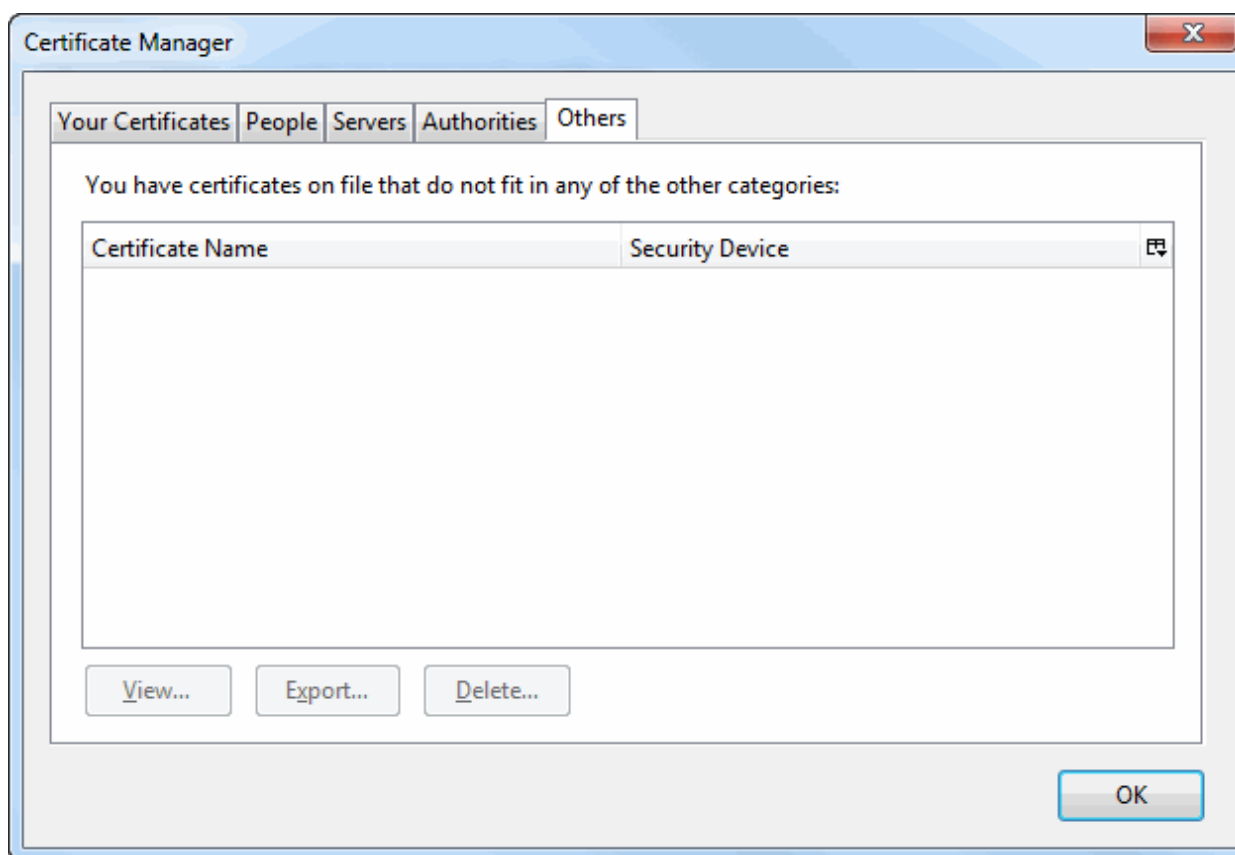 Certificate Manager
Your Certificates People Servers Authorities Others
You have certificates on file that do not fit in any of the other categories:
Certificate Name Security Device
View... Export... Delete...
OK